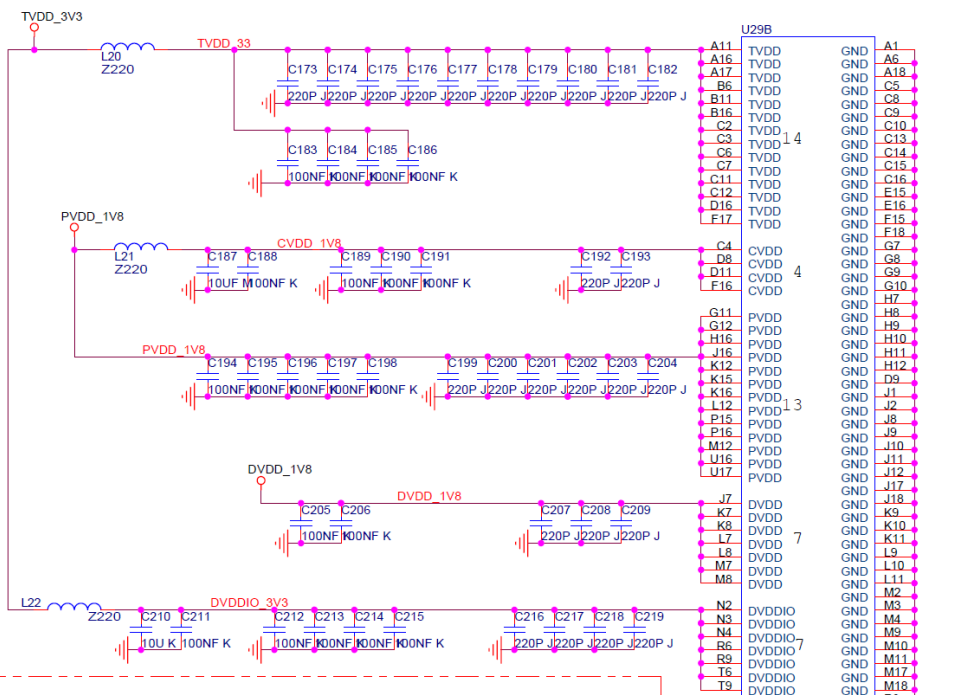 TVDD_3V3
L20
Z220
TVDD_33
C173 C174 C175 C176 C177 C178 C179 C180 C181 C182
220P J 220P J 220P J 220P J 220P J 220P J 220P J 220P J 220P J 220P J
C183 C184 C185 C186
100NF K 100NF K 100NF K 100NF K
PVDD_1V8
L21
Z220
CVDD_1V8
C187 C188 C189 C190 C191 C192 C193
10UF M 100NF K 100NF K 100NF K 100NF K 220P J 220P J
PVDD_1V8
C194 C195 C196 C197 C198 C199 C200 C201 C202 C203 C204
100NF K 100NF K 100NF K 100NF K 100NF K 220P J 220P J 220P J 220P J 220P J 220P J
DVDD_1V8
DVDD_1V8
C205 C206 C207 C208 C209
100NF K 100NF K 220P J 220P J 220P J
L22
Z220
DVDDIO_3V3
C210 C211 C212 C213 C214 C215 C216 C217 C218 C219
10U K 100NF K 100NF K 100NF K 100NF K 100NF K 220P J 220P J 220P J 220P J
U29B
A11 TVDD
A16 TVDD
A17 TVDD
B6 TVDD
B11 TVDD
B16 TVDD
C2 TVDD
C3 TVDD 14
C6 TVDD
C7 TVDD
C11 TVDD
C12 TVDD
D16 TVDD
F17 TVDD
C4 CVDD
D8 CVDD
D11 CVDD 4
F16 CVDD
G11 PVDD
G12 PVDD
H16 PVDD
J16 PVDD
K12 PVDD
K15 PVDD
K16 PVDD
L12 PVDD 13
P15 PVDD
P16 PVDD
M12 PVDD
U16 PVDD
U17 PVDD
J7 DVDD
K7 DVDD
K8 DVDD
L7 DVDD 7
L8 DVDD
M7 DVDD
M8 DVDD
N2 DVDDIO
N3 DVDDIO
N4 DVDDIO
R6 DVDDIO 7
R9 DVDDIO
T6 DVDDIO
T9 DVDDIO
GND A1
GND A6
GND A18
GND C5
GND C8
GND C9
GND C10
GND C13
GND C14
GND C15
GND C16
GND E15
GND E16
GND F15
GND F18
GND G7
GND G8
GND G9
GND G10
GND H7
GND H8
GND H9
GND H10
GND H11
GND H12
GND D9
GND J1
GND J2
GND J8
GND J9
GND J10
GND J11
GND J12
GND J17
GND J18
GND K9
GND K10
GND K11
GND L9
GND L10
GND L11
GND M2
GND M3
GND M4
GND M9
GND M10
GND M11
GND M17
GND M18